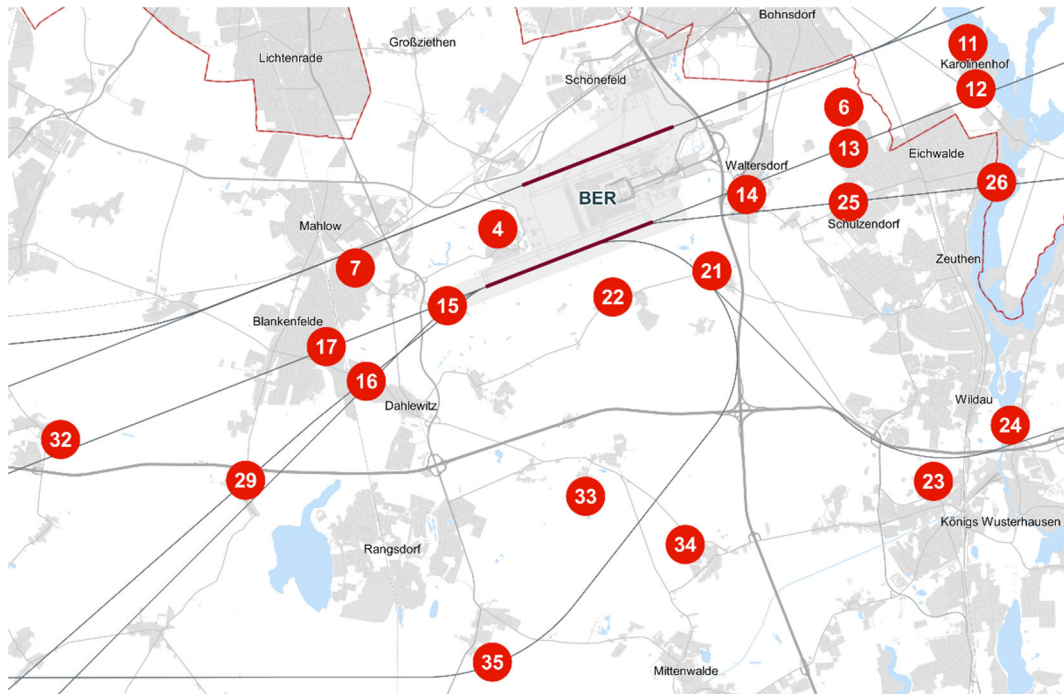 Bohnsdorf
Großziethen
11
Lichtenrade
Karolinenhof
Schönefeld
12
6
13
Eichwalde
Waltersdorf
26
14
BER
25
Schulzendorf
Mahlow
4
Zeuthen
7
21
22
15
Blankenfelde
17
16
Wildau
Dahlewitz
24
32
29
23
33
Königs Wusterhausen
34
Rangsdorf
35
Mittenwalde